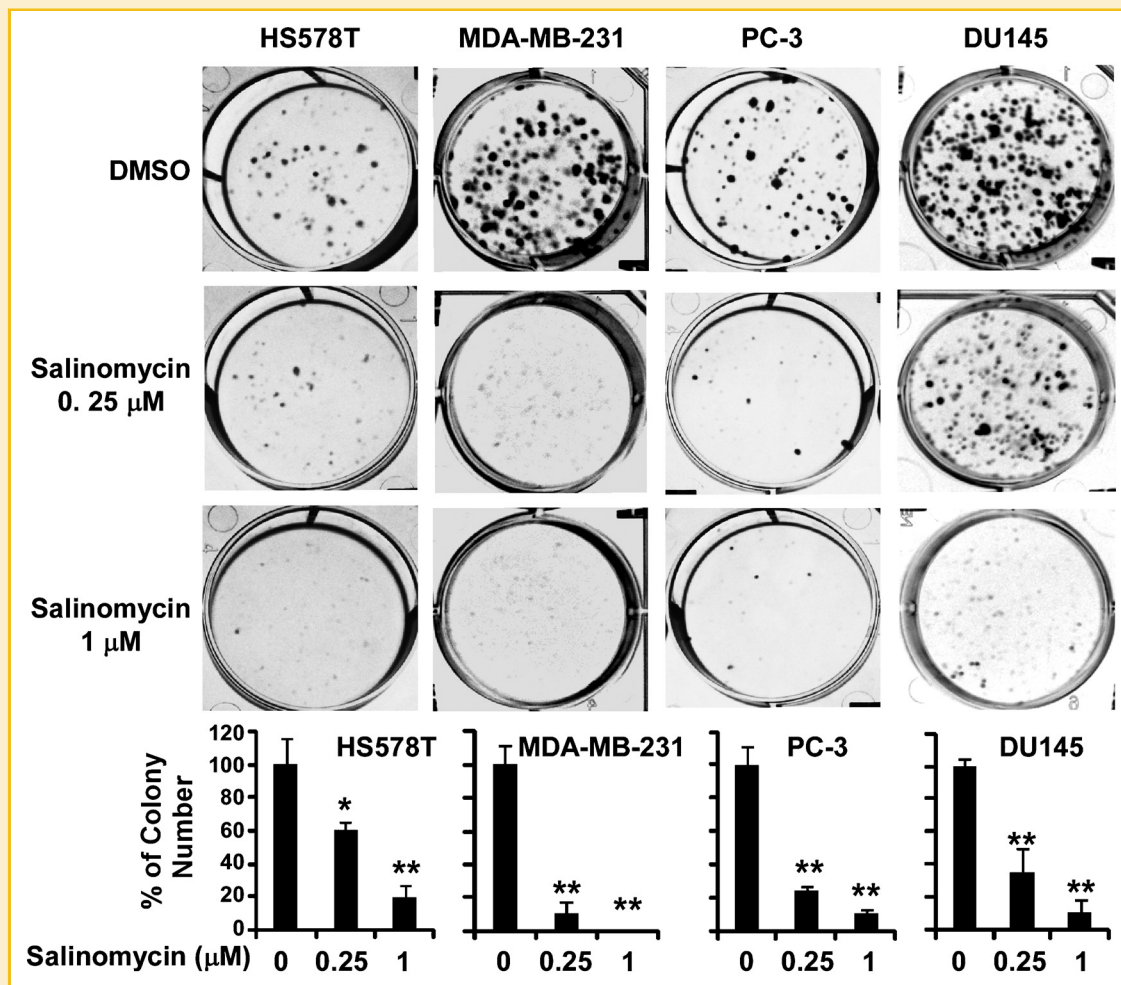 HS578T MDA-MB-231 PC-3 DU145
DMSO
Salinomycin
0. 25 μM
Salinomycin
1 μM
% of Colony
Number
120
100
80
60
40
20
0
HS578T MDA-MB-231 PC-3 DU145
* ** ** ** ** ** **
Salinomycin (μM) 0 0.25 1 0 0.25 1 0 0.25 1 0 0.25 1